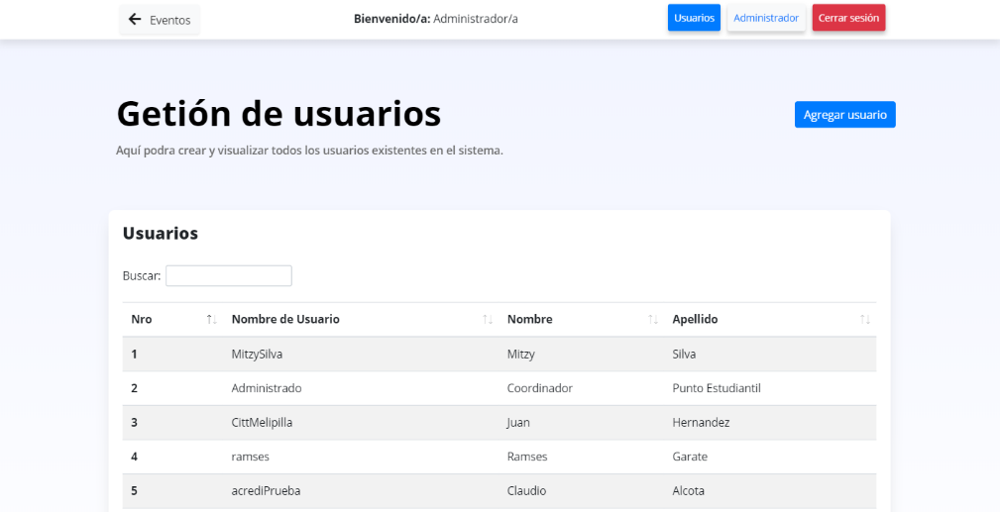 Eventos Bienvenido/a: Administrador/a Usuarios Administrador Cerrar sesión
Getión de usuarios
Agregar usuario
Aquí podra crear y visualizar todos los usuarios existentes en el sistema.
Usuarios
Buscar:
Nro Nombre de Usuario Nombre Apellido
1 MitzySilva Mitzy Silva
2 Administrado Coordinador Punto Estudiantil
3 CittMelipilla Juan Hernandez
4 ramses Ramses Garate
5 acrediPrueba Claudio Alcota